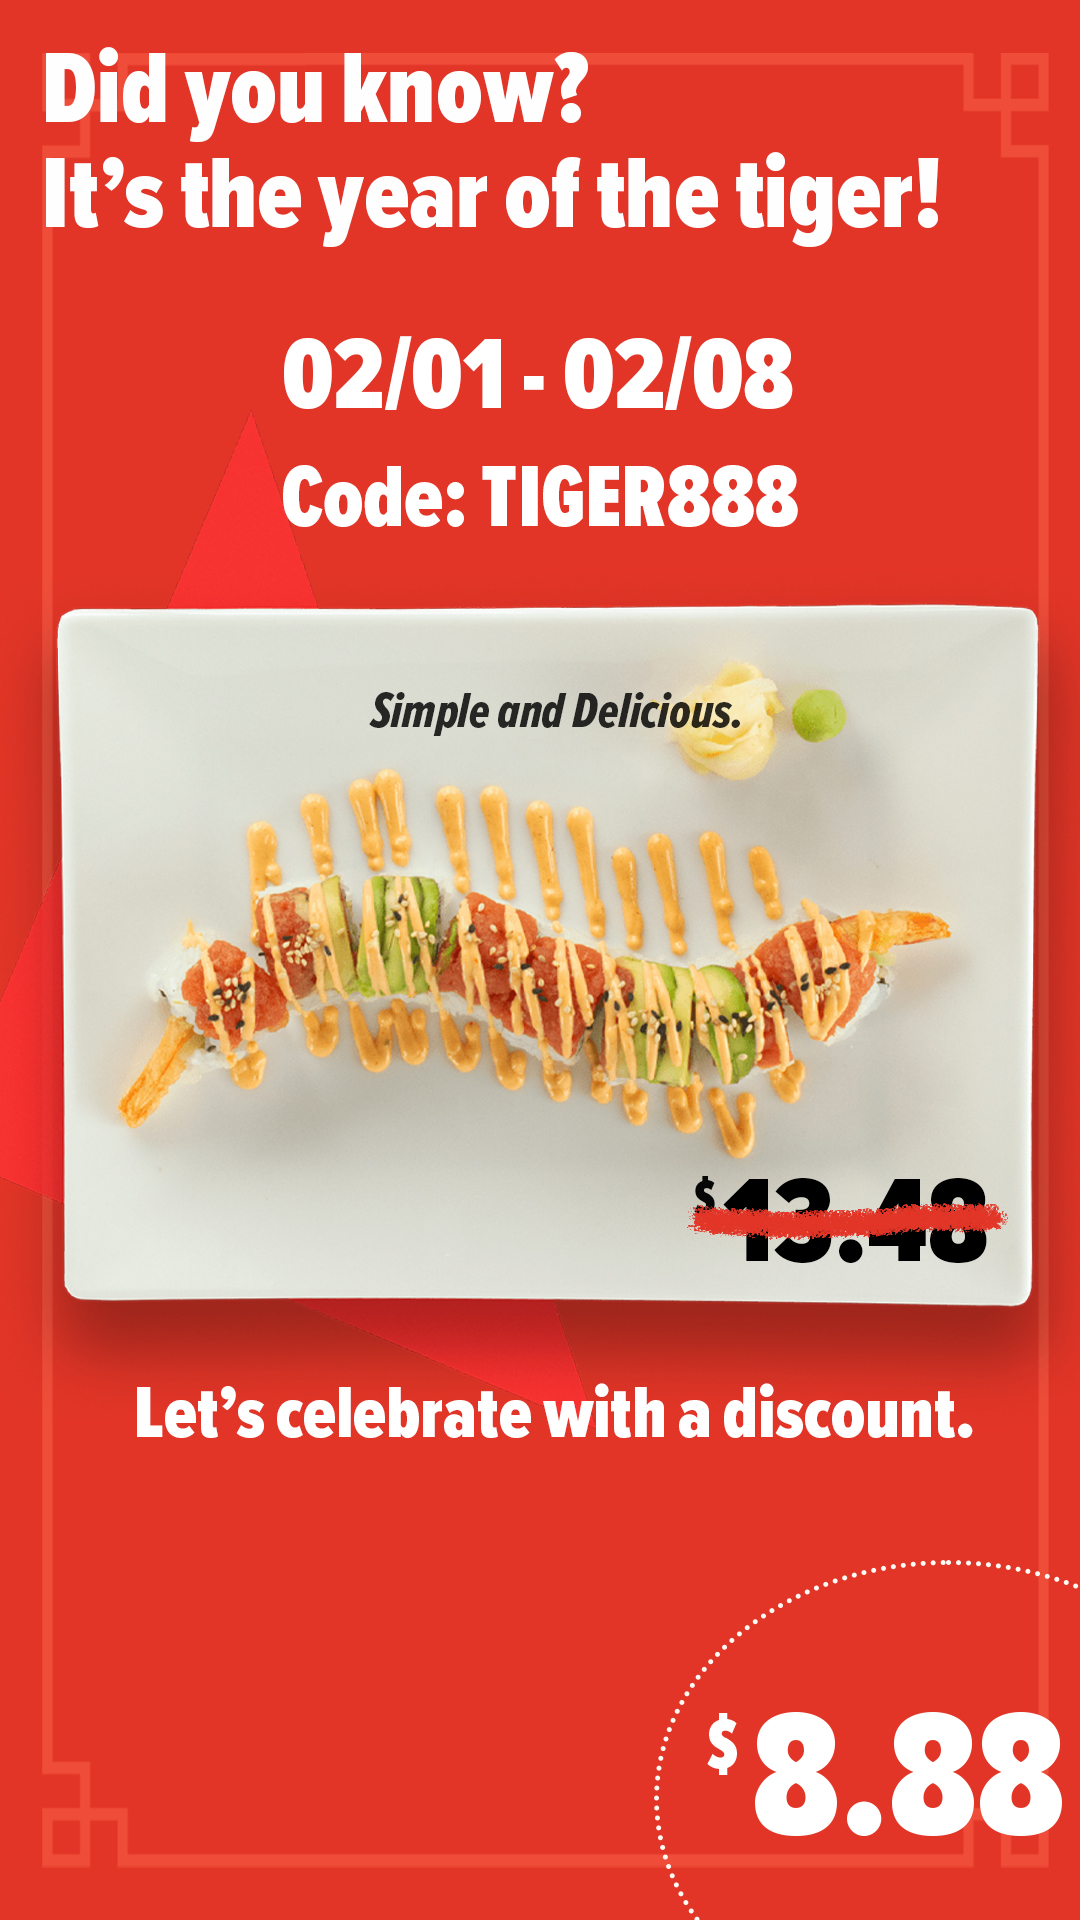 Did you know?
It's the year of the tiger!
02/01 - 02/08
Code: TIGER888
Simple and Delicious.
$13.48
Let's celebrate with a discount.
$8.88